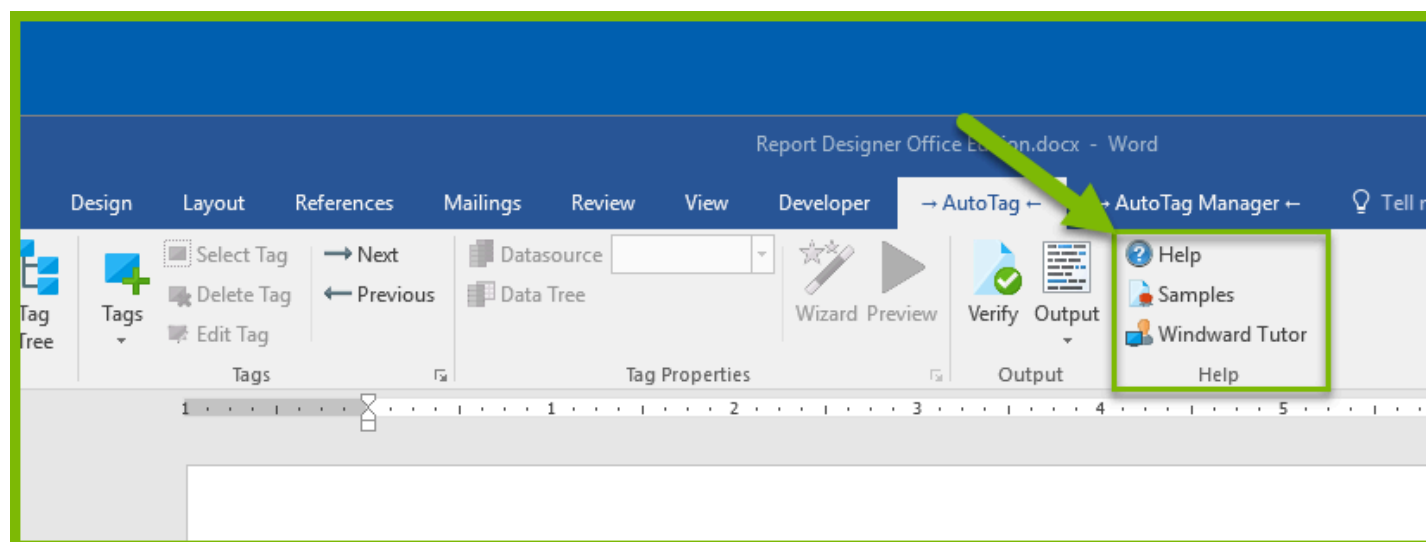 Report Designer Office Edition.docx - Word
Design Layout References Mailings Review View Developer → AutoTag ← → AutoTag Manager ← Tell
Select Tag → Next Datasource Help
Delete Tag ← Previous Data Tree Samples
Tag Tree Tags Edit Tag Wizard Preview Verify Output Windward Tutor
Tags Tag Properties Output Help
1 1 2 3 4 5